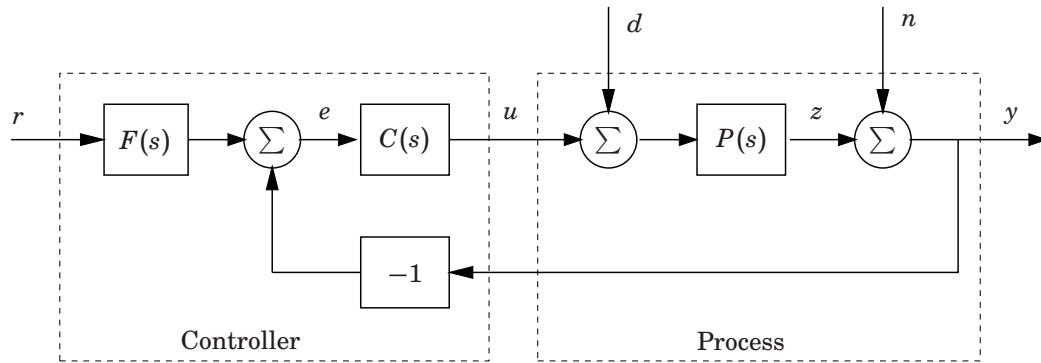 d
n
r
F(s)
Σ
e
C(s)
u
Σ
P(s)
z
Σ
y
−1
Controller
Process